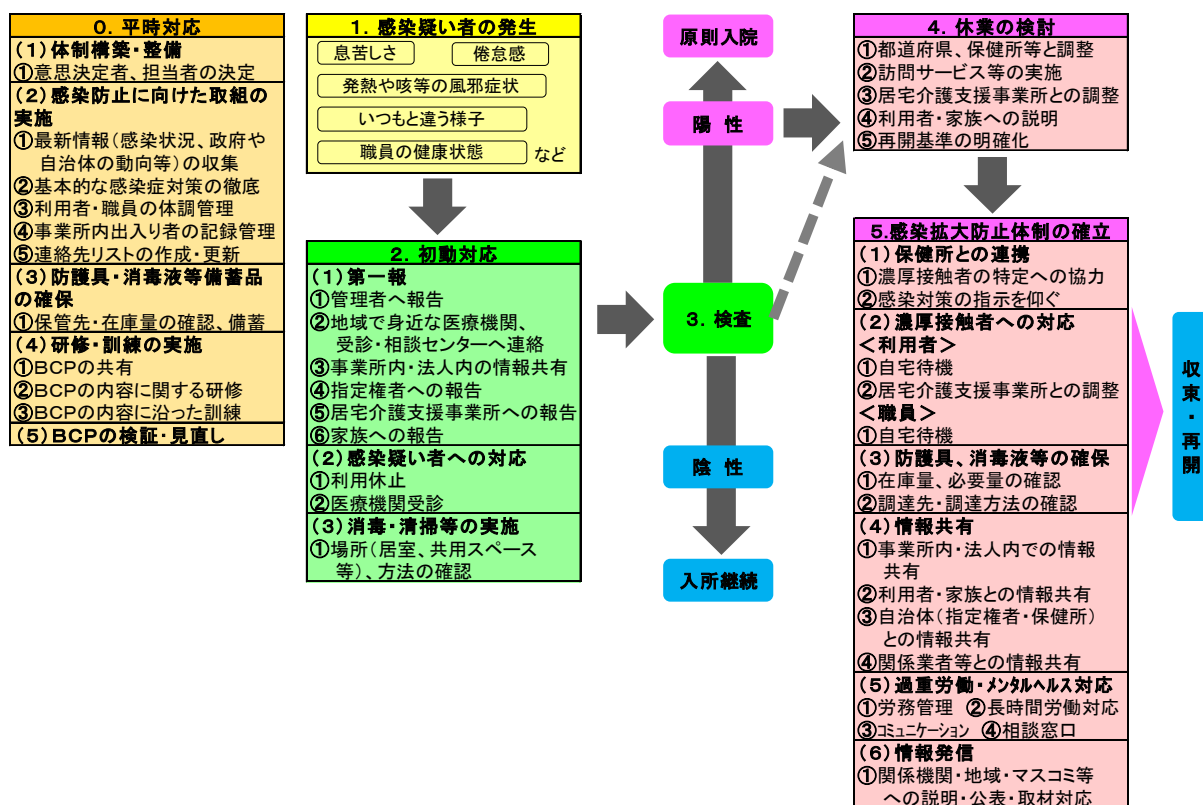 0. 平時対応
(1)体制構築・整備
①意思決定者、担当者の決定
(2)感染防止に向けた取組の
実施
①最新情報(感染状況、政府や
自治体の動向等)の収集
②基本的な感染症対策の徹底
③利用者・職員の体調管理
④事業所内出入り者の記録管理
⑤連絡先リストの作成・更新
(3)防護具・消毒液等備蓄品
の確保
①保管先・在庫量の確認、備蓄
(4)研修・訓練の実施
①BCPの共有
②BCPの内容に関する研修
③BCPの内容に沿った訓練
(5)BCPの検証・見直し
1. 感染疑い者の発生
息苦しさ
倦怠感
発熱や咳等の風邪症状
いつもと違う様子
職員の健康状態
など
2. 初動対応
(1)第一報
①管理者へ報告
②地域で身近な医療機関、
受診・相談センターへ連絡
③事業所内・法人内の情報共有
④指定権者への報告
⑤居宅介護支援事業所への報告
⑥家族への報告
(2)感染疑い者への対応
①利用休止
②医療機関受診
(3)消毒・清掃等の実施
①場所(居室、共用スペース
等)、方法の確認
原則入院
陽 性
3. 検査
陰 性
入所継続
4. 休業の検討
①都道府県、保健所等と調整
②訪問サービス等の実施
③居宅介護支援事業所との調整
④利用者・家族への説明
⑤再開基準の明確化
5.感染拡大防止体制の確立
(1)保健所との連携
①濃厚接触者の特定への協力
②感染対策の指示を仰ぐ
(2)濃厚接触者への対応
<利用者>
①自宅待機
②居宅介護支援事業所との調整
<職員>
①自宅待機
(3)防護具、消毒液等の確保
①在庫量、必要量の確認
②調達先・調達方法の確認
(4)情報共有
①事業所内・法人内での情報
共有
②利用者・家族との情報共有
③自治体(指定権者・保健所)
との情報共有
④関係業者等との情報共有
(5)過重労働・メンタルヘルス対応
①労務管理 ②長時間労働対応
③コミュニケーション ④相談窓口
(6)情報発信
①関係機関・地域・マスコミ等
への説明・公表・取材対応
収束・再開